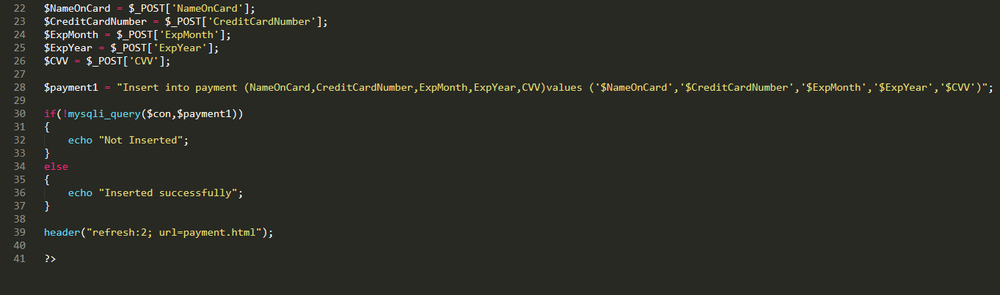 22 $NameOnCard = $_POST['NameOnCard'];
23 $CreditCardNumber = $_POST['CreditCardNumber'];
24 $ExpMonth = $_POST['ExpMonth'];
25 $ExpYear = $_POST['ExpYear'];
26 $CVV = $_POST['CVV'];
27
28 $payment1 = "Insert into payment (NameOnCard,CreditCardNumber,ExpMonth,ExpYear,CVV)values ('$NameOnCard','$CreditCardNumber','$ExpMonth','$ExpYear','$CVV')";
29
30 if(!mysqli_query($con,$payment1))
31 {
32     echo "Not Inserted";
33 }
34 else
35 {
36     echo "Inserted successfully";
37 }
38
39 header("refresh:2; url=payment.html");
40
41 ?>